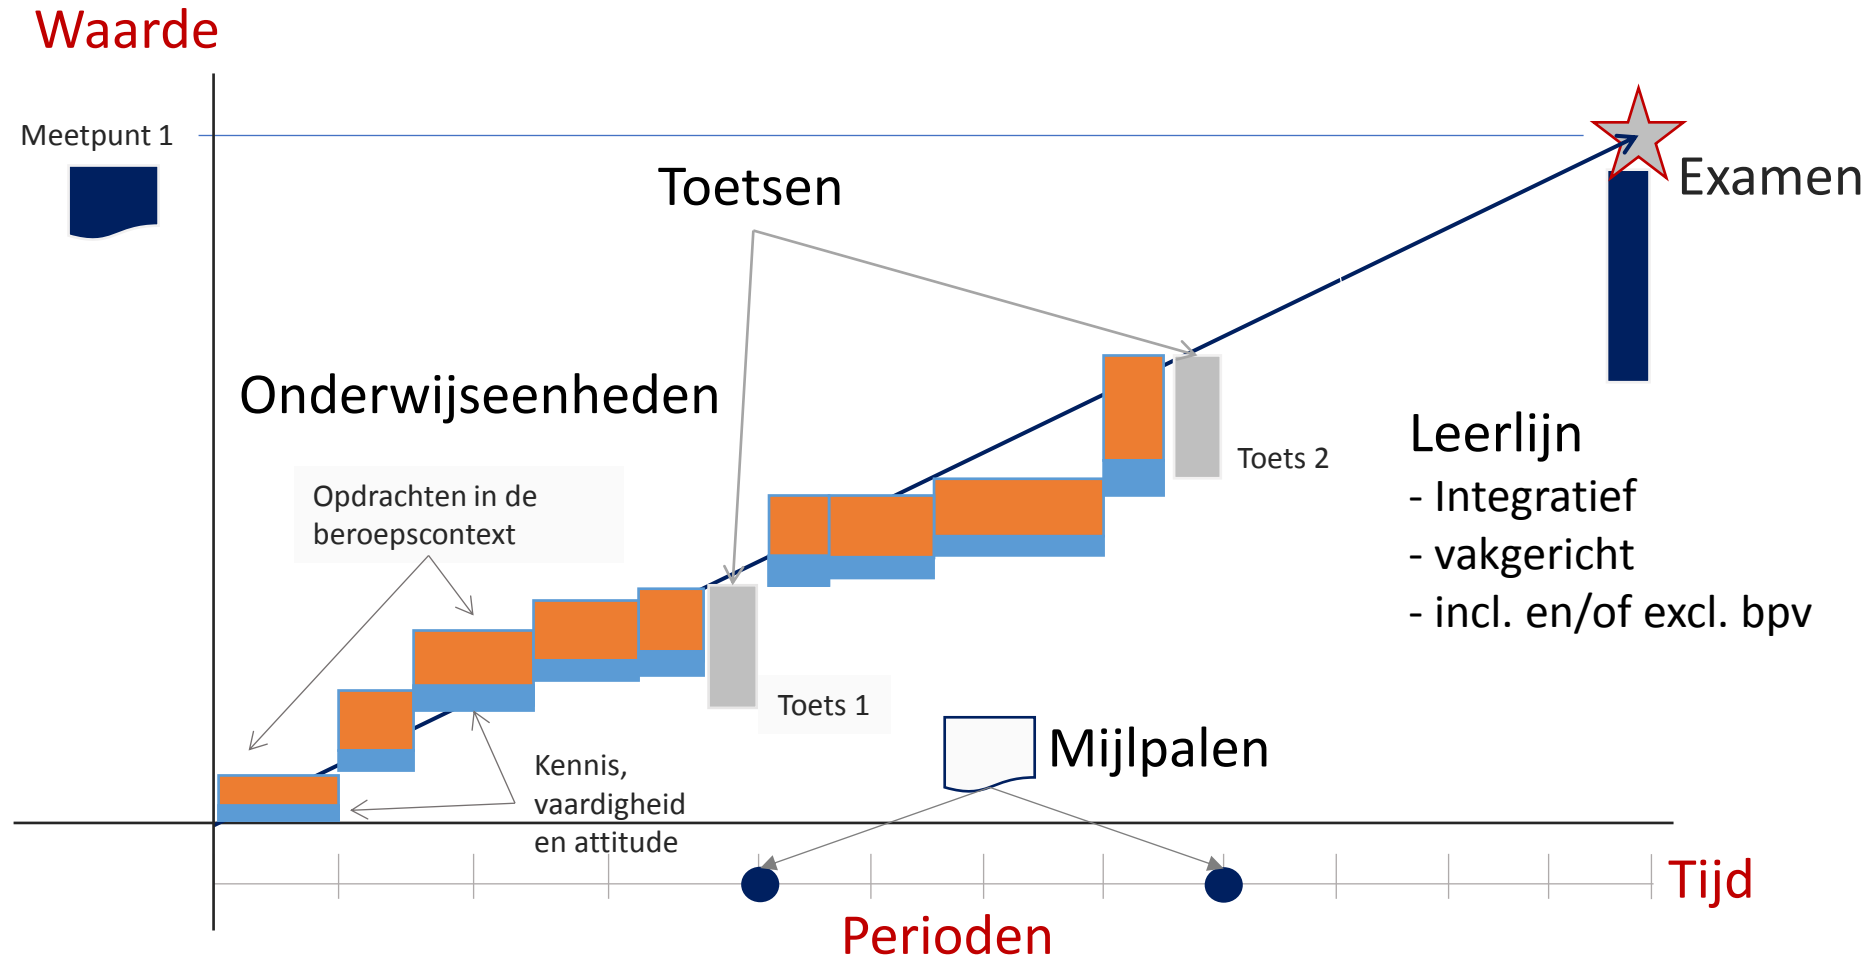 Waarde
Meetpunt 1
Toetsen
Examen
Onderwijseenheden
Leerlijn
- Integratief
- vakgericht
- incl. en/of excl. bpv
Toets 2
Opdrachten in de
beroepscontext
Toets 1
Mijlpalen
Kennis,
vaardigheid
en attitude
Tijd
Perioden